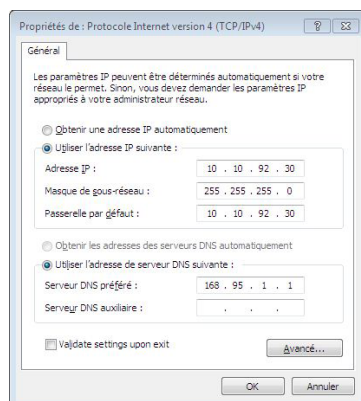 Propriétés de : Protocole Internet version 4 (TCP/IPv4)
Général
Les paramètres IP peuvent être déterminés automatiquement si votre
réseau le permet. Sinon, vous devez demander les paramètres IP
appropriés à votre administrateur réseau.
Obtenir une adresse IP automatiquement
Utiliser l'adresse IP suivante :
Adresse IP : 10 . 10 . 92 . 30
Masque de sous-réseau : 255 . 255 . 255 . 0
Passerelle par défaut : 10 . 10 . 92 . 30
Obtenir les adresses des serveurs DNS automatiquement
Utiliser l'adresse de serveur DNS suivante :
Serveur DNS préféré : 168 . 95 . 1 . 1
Serveur DNS auxiliaire : . . .
Validate settings upon exit
Avancé...
OK Annuler